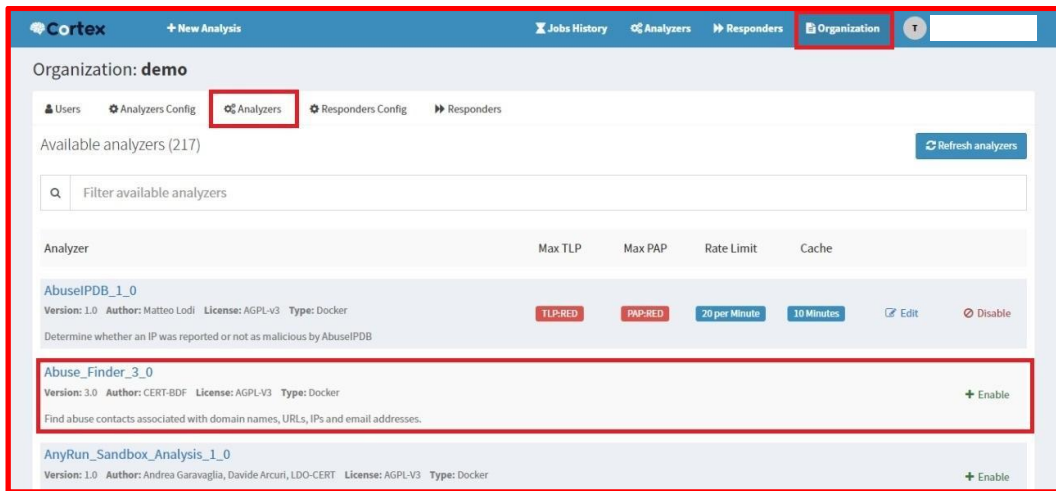 Cortex + New Analysis Jobs History Analyzers Responders Organization T
Organization: demo
Users Analyzers Config Analyzers Responders Config Responders
Available analyzers (217) Refresh analyzers
Filter available analyzers
Analyzer Max TLP Max PAP Rate Limit Cache
AbuseIPDB_1_0
Version: 1.0 Author: Matteo Lodi License: AGPL-v3 Type: Docker TLP:RED PAP:RED 20 per Minute 10 Minutes Edit Disable
Determine whether an IP was reported or not as malicious by AbuseIPDB
Abuse_Finder_3_0
Version: 3.0 Author: CERT-BDF License: AGPL-V3 Type: Docker + Enable
Find abuse contacts associated with domain names, URLs, IPs and email addresses.
AnyRun_Sandbox_Analysis_1_0
Version: 1.0 Author: Andrea Garavaglia, Davide Arcuri, LDO-CERT License: AGPL-V3 Type: Docker + Enable